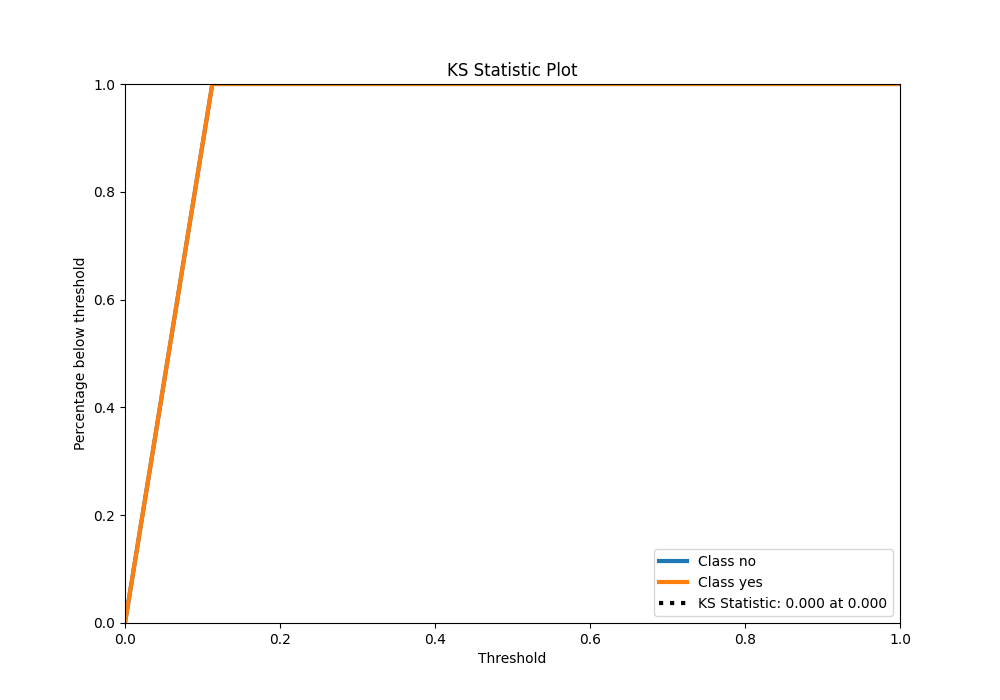 KS Statistic Plot
1.0
0.8
0.6
0.4
0.2
0.0
Percentage below threshold
0.0 0.2 0.4 0.6 0.8 1.0
Threshold
Class no
Class yes
KS Statistic: 0.000 at 0.000